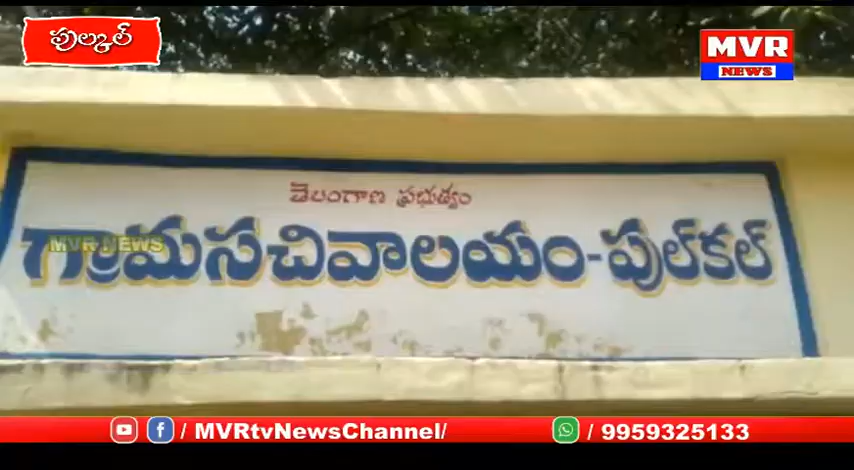 పుల్కల్
MVR
NEWS
తెలంగాణ ప్రభుత్వం
గ్రామసచివాలయం-పుల్‌కల్
MVR NEWS
/ MVRtvNewsChannel/
/ 9959325133